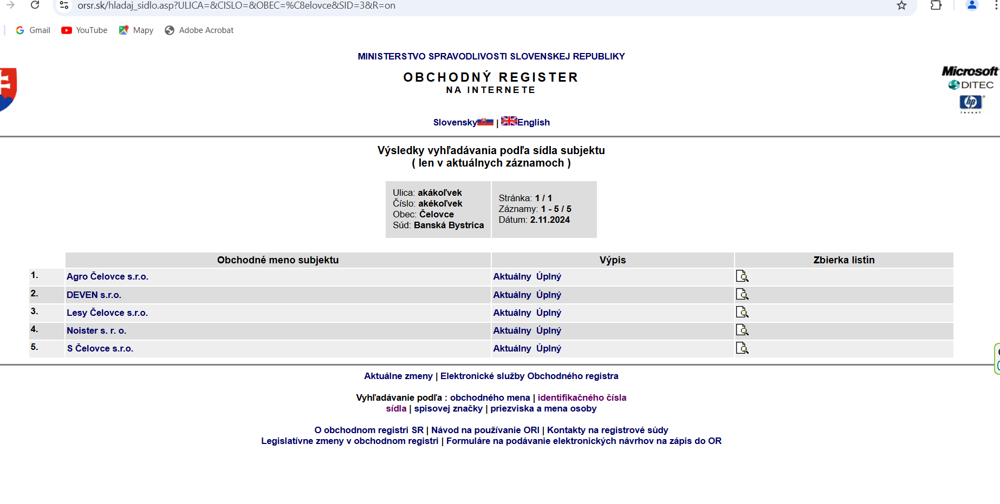 orsr.sk/hladaj_sidlo.asp?ULICA=&CISLO=&OBEC=%C8elovce&SID=3&R=on
Gmail YouTube Mapy Adobe Acrobat
MINISTERSTVO SPRAVODLIVOSTI SLOVENSKEJ REPUBLIKY
OBCHODNÝ REGISTER
NA INTERNETE
Microsoft
DITEC
hp
invent
Slovensky | English
Výsledky vyhľadávania podľa sídla subjektu
( len v aktuálnych záznamoch )
Ulica: akákoľvek
Číslo: akékoľvek
Obec: Čelovce
Súd: Banská Bystrica
Stránka: 1 / 1
Záznamy: 1 - 5 / 5
Dátum: 2.11.2024
Obchodné meno subjektu Výpis Zbierka listín
1. Agro Čelovce s.r.o. Aktuálny Úplný
2. DEVEN s.r.o. Aktuálny Úplný
3. Lesy Čelovce s.r.o. Aktuálny Úplný
4. Noister s. r. o. Aktuálny Úplný
5. S Čelovce s.r.o. Aktuálny Úplný
Aktuálne zmeny | Elektronické služby Obchodného registra
Vyhľadávanie podľa : obchodného mena | identifikačného čísla
sídla | spisovej značky | priezviska a mena osoby
O obchodnom registri SR | Návod na používanie ORI | Kontakty na registrové súdy
Legislatívne zmeny v obchodnom registri | Formuláre na podávanie elektronických návrhov na zápis do OR